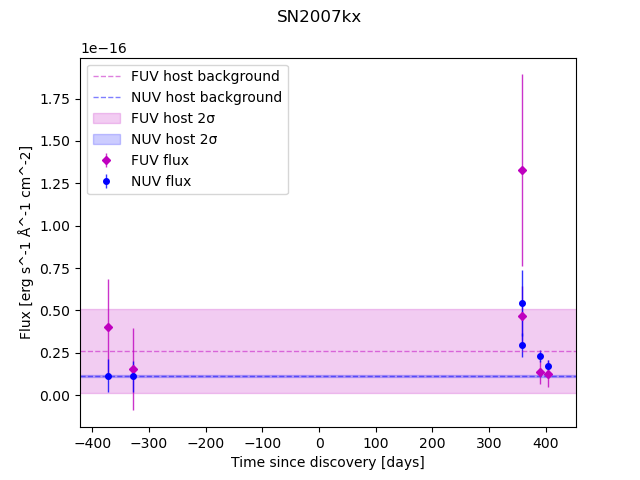 SN2007kx
1e−16
FUV host background
NUV host background
FUV host 2σ
NUV host 2σ
FUV flux
NUV flux
Flux [erg s^-1 Å^-1 cm^-2]
1.75
1.50
1.25
1.00
0.75
0.50
0.25
0.00
−400
−300
−200
−100
0
100
200
300
400
Time since discovery [days]